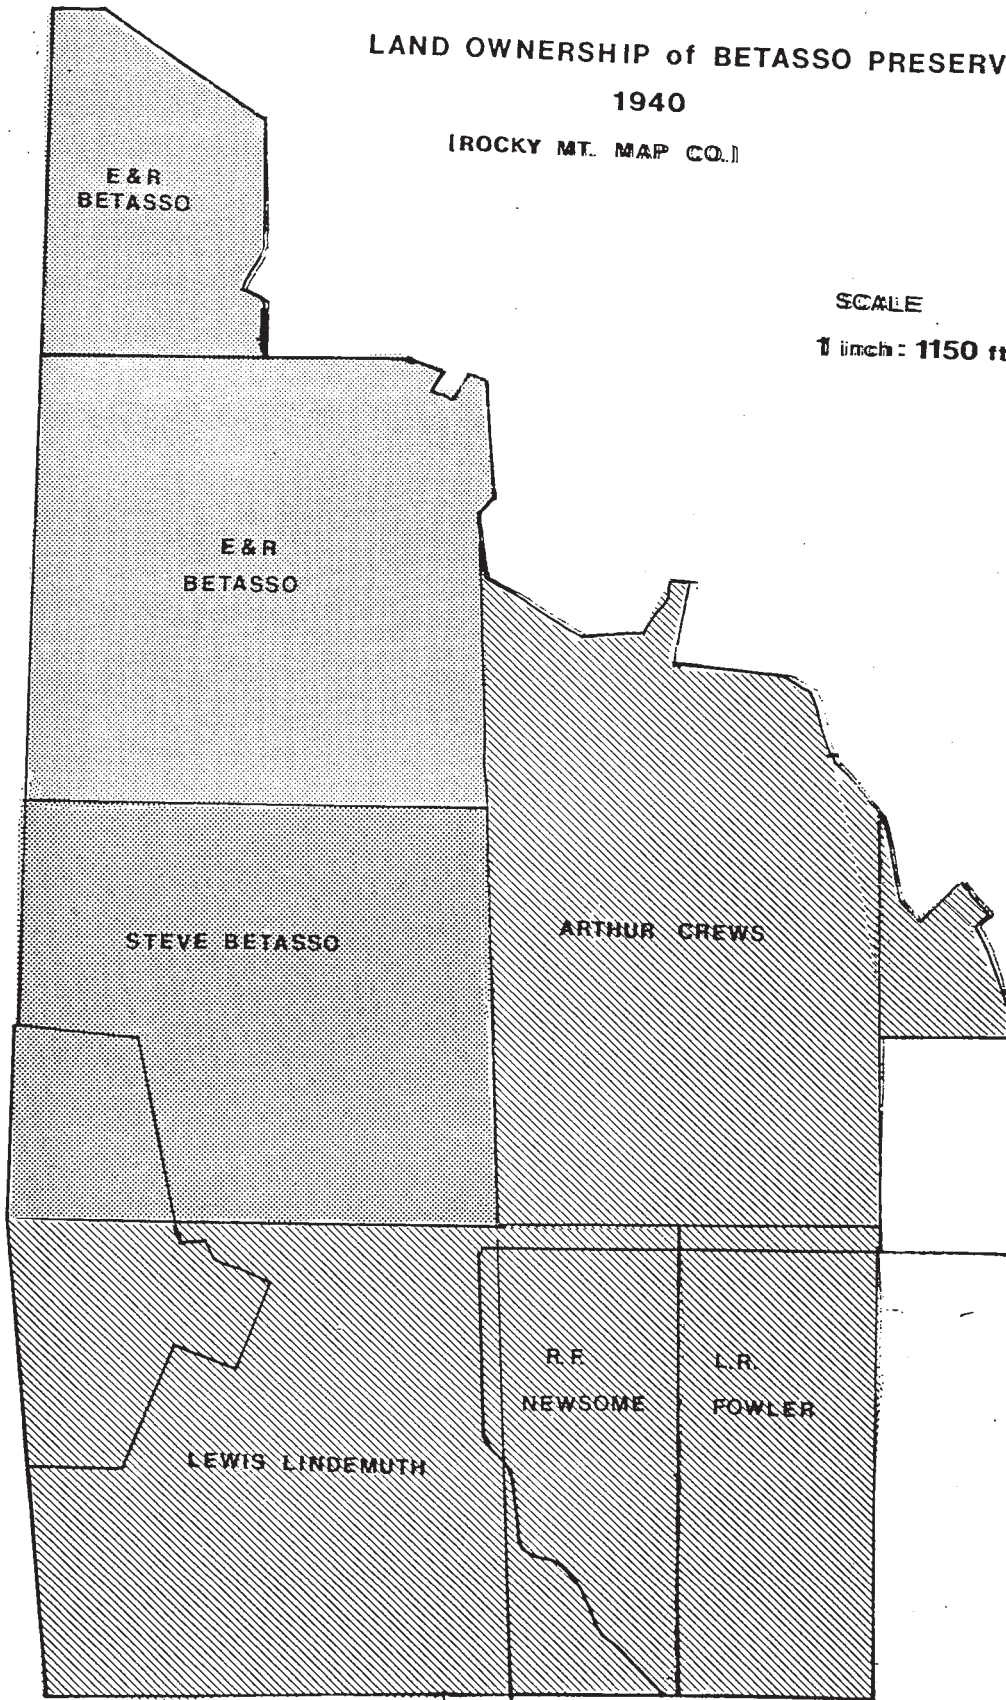 LAND OWNERSHIP of BETASSO PRESERV
1940
[ROCKY MT. MAP CO.]
E & R
BETASSO
SCALE
1 inch : 1150 ft
E & R
BETASSO
STEVE BETASSO
ARTHUR CREWS
R.F.
NEWSOME
L.R.
FOWLER
LEWIS LINDEMUTH